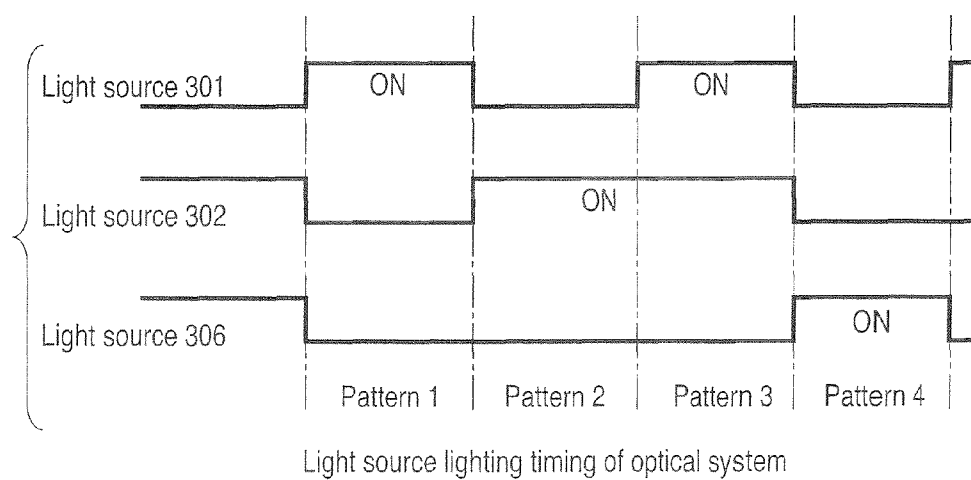 Light source 301
ON
ON
Light source 302
ON
Light source 306
ON
Pattern 1
Pattern 2
Pattern 3
Pattern 4
Light source lighting timing of optical system